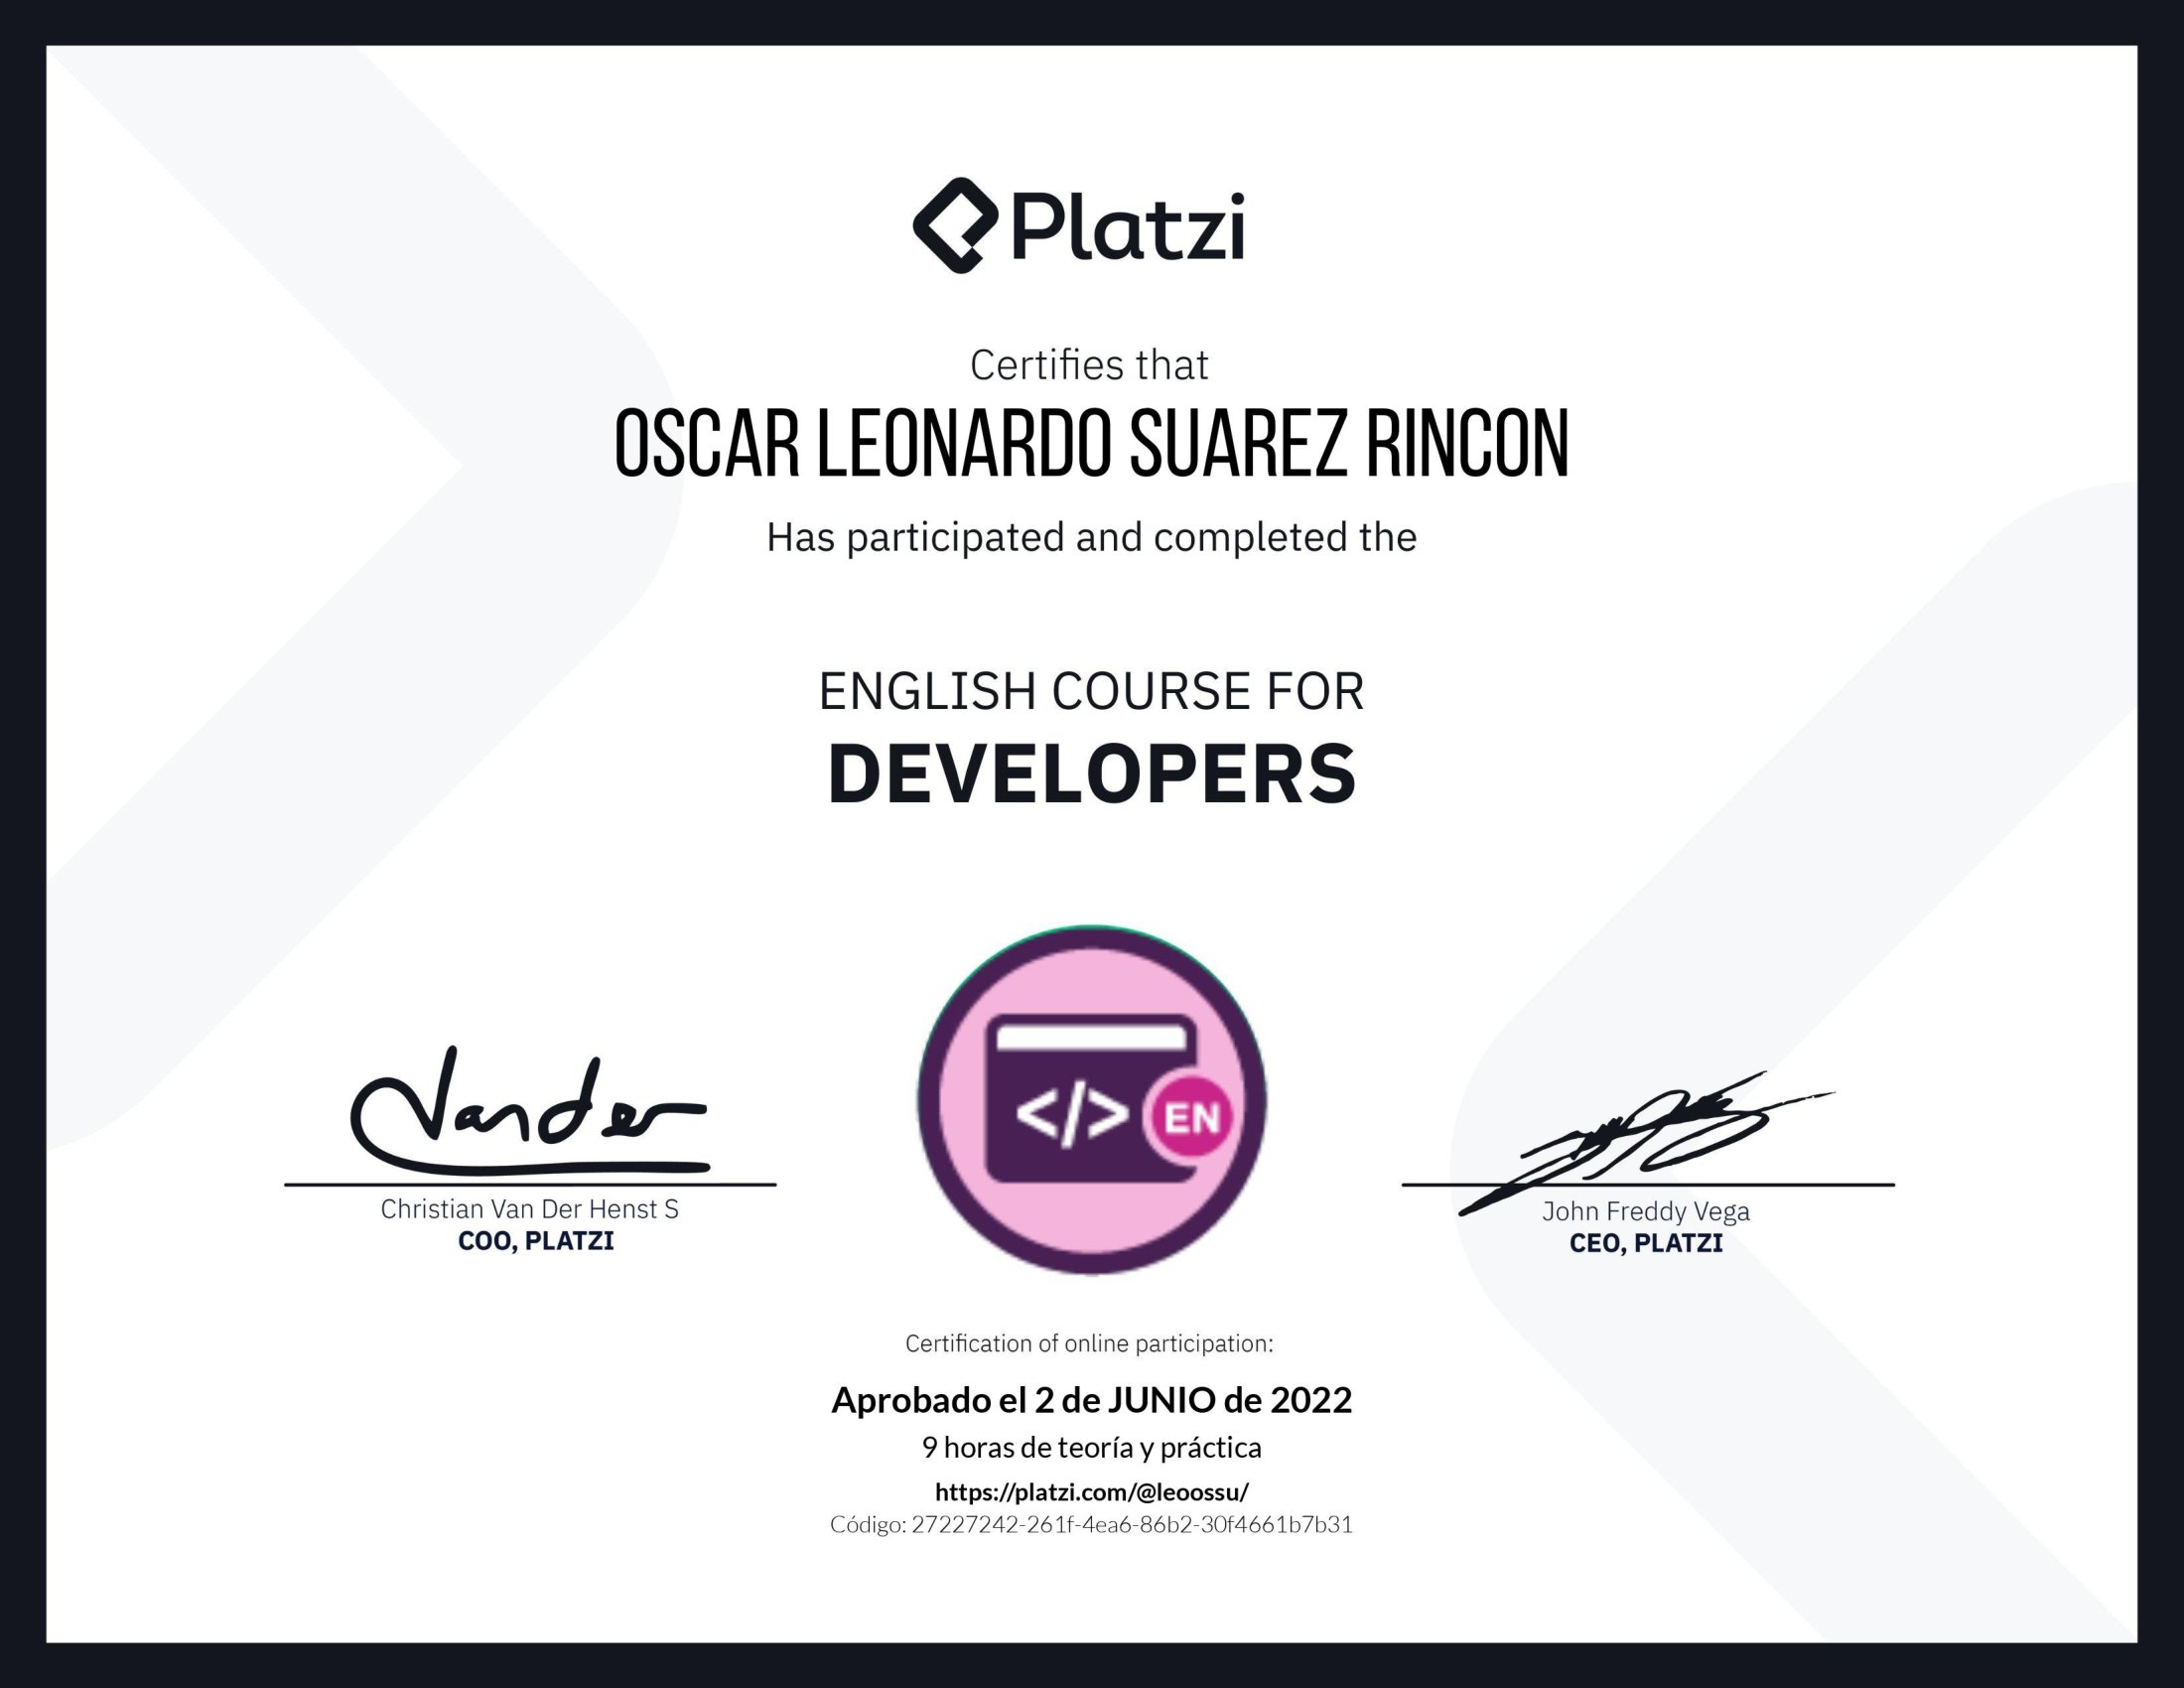 Platzi
Certifies that
OSCAR LEONARDO SUAREZ RINCON
Has participated and completed the
ENGLISH COURSE FOR
DEVELOPERS
</>
EN
Vander
Christian Van Der Henst S
COO, PLATZI
John Freddy Vega
CEO, PLATZI
Certification of online participation:
Aprobado el 2 de JUNIO de 2022
9 horas de teoría y práctica
https://platzi.com/@leoossu/
Código: 27227242-261f-4ea6-86b2-30f4661b7b31